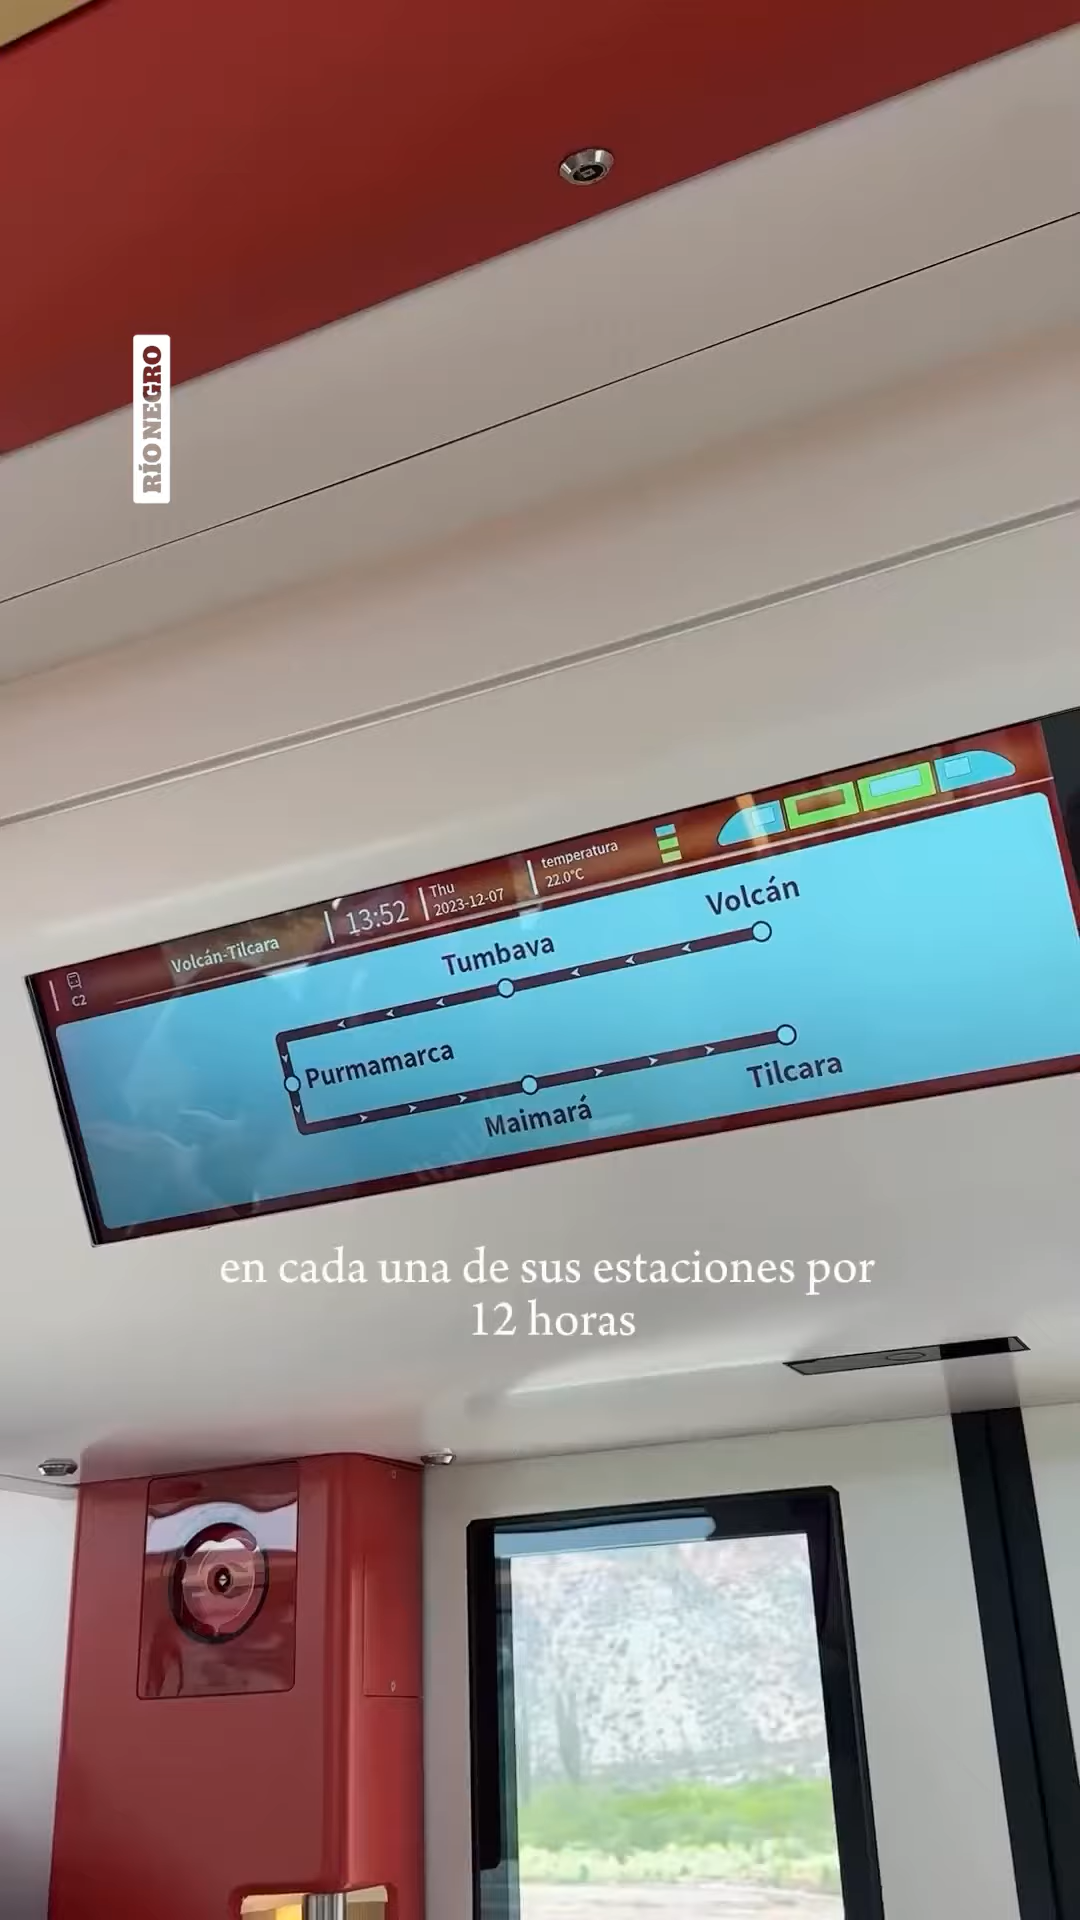 RÍO NEGRO
C2
Volcán-Tilcara
13:52
Thu
2023-12-07
temperatura
22.0°C
Volcán
Tumbava
Purmamarca
Maimará
Tilcara
en cada una de sus estaciones por
12 horas